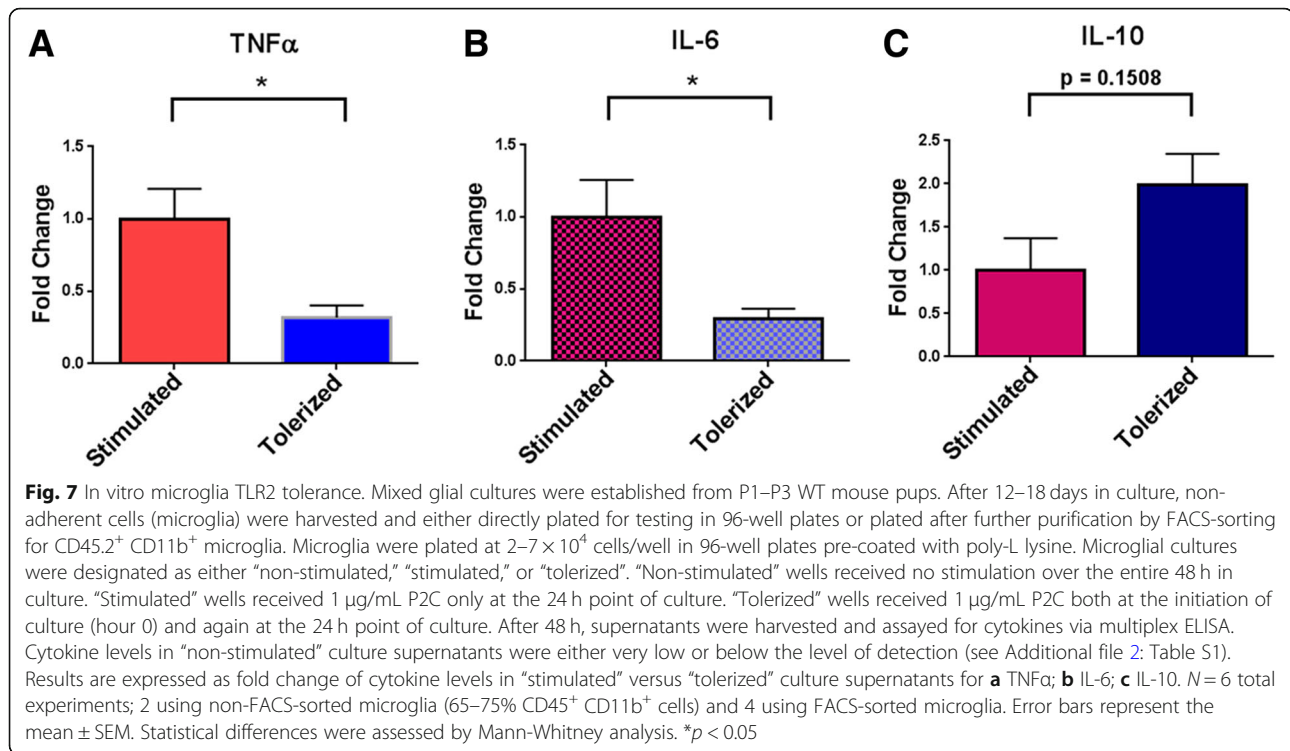 A
TNFα
*
Fold Change
1.5
1.0
0.5
0.0
Stimulated
Tolerized
B
IL-6
*
Fold Change
1.5
1.0
0.5
0.0
Stimulated
Tolerized
C
IL-10
p = 0.1508
Fold Change
2.5
2.0
1.5
1.0
0.5
0.0
Stimulated
Tolerized
Fig. 7 In vitro microglia TLR2 tolerance. Mixed glial cultures were established from P1–P3 WT mouse pups. After 12–18 days in culture, non-
adherent cells (microglia) were harvested and either directly plated for testing in 96-well plates or plated after further purification by FACS-sorting
for CD45.2+ CD11b+ microglia. Microglia were plated at 2–7 × 10⁴ cells/well in 96-well plates pre-coated with poly-L lysine. Microglial cultures
were designated as either “non-stimulated,” “stimulated,” or “tolerized”. “Non-stimulated” wells received no stimulation over the entire 48 h in
culture. “Stimulated” wells received 1 μg/mL P2C only at the 24 h point of culture. “Tolerized” wells received 1 μg/mL P2C both at the initiation of
culture (hour 0) and again at the 24 h point of culture. After 48 h, supernatants were harvested and assayed for cytokines via multiplex ELISA.
Cytokine levels in “non-stimulated” culture supernatants were either very low or below the level of detection (see Additional file 2: Table S1).
Results are expressed as fold change of cytokine levels in “stimulated” versus “tolerized” culture supernatants for a TNFα; b IL-6; c IL-10. N = 6 total
experiments; 2 using non-FACS-sorted microglia (65–75% CD45+ CD11b+ cells) and 4 using FACS-sorted microglia. Error bars represent the
mean ± SEM. Statistical differences were assessed by Mann-Whitney analysis. *p < 0.05